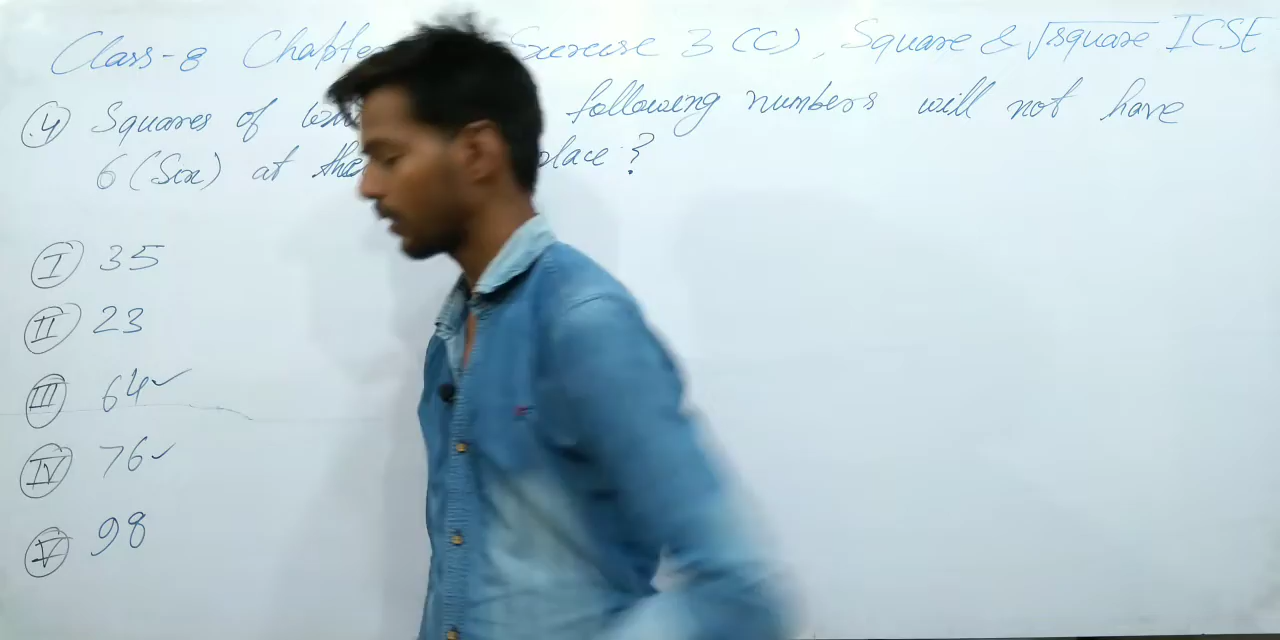 Class-8 Chapte Exercise 3 (C), Square & √square ICSE
.4 Squares of following numbers will not have
6 (Six) at the place ?
I 35
II 23
III 64 ✓
IV 76 ✓
V 98